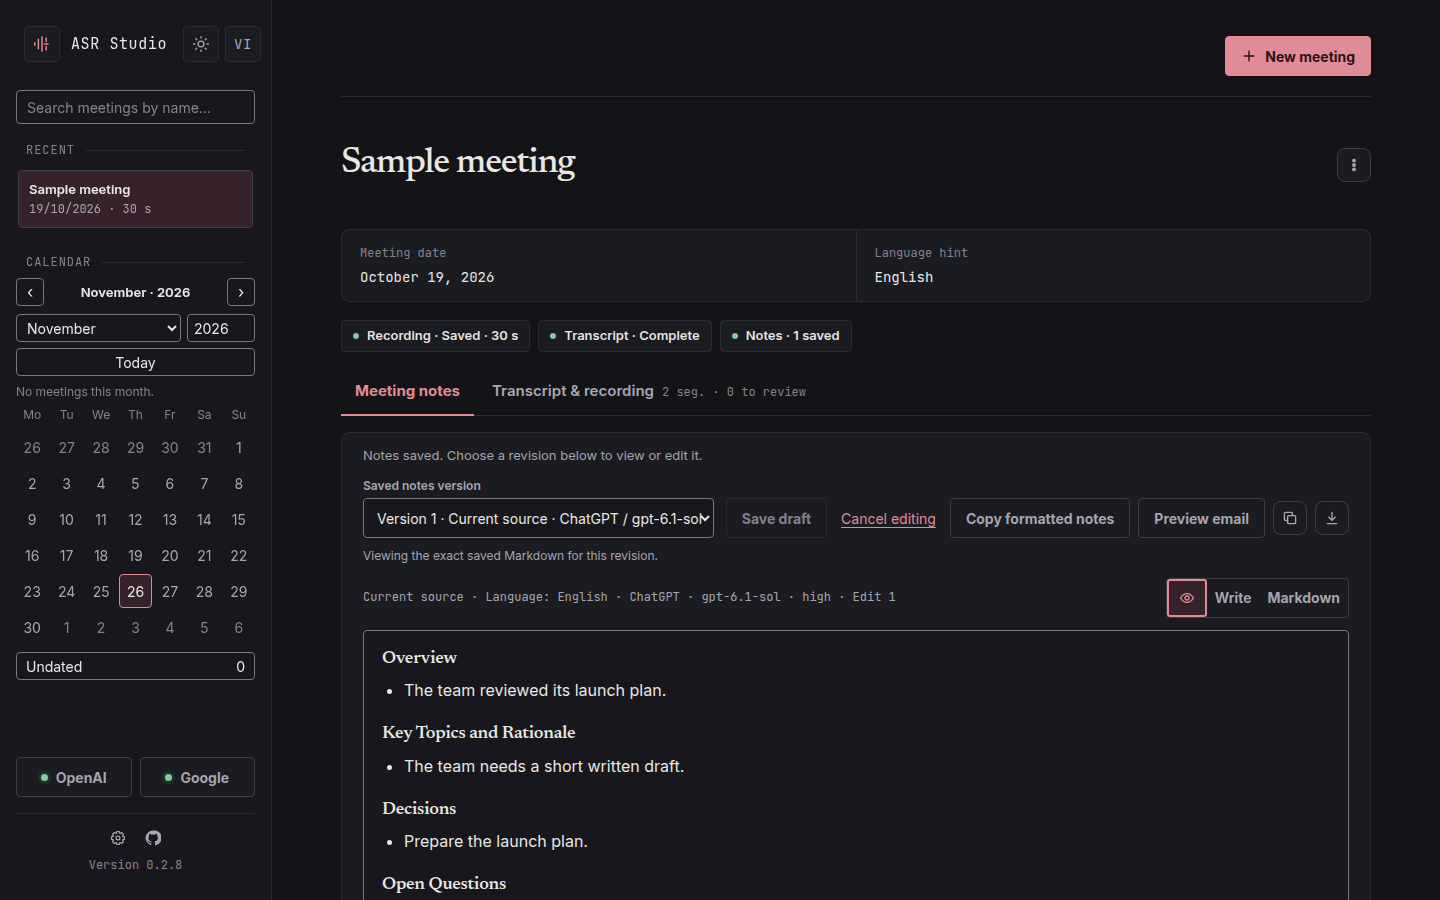 ASR Studio
VI
Search meetings by name...
RECENT
Sample meeting
19/10/2026 · 30 s
CALENDAR
‹ November · 2026 ›
November 2026
Today
No meetings this month.
Mo Tu We Th Fr Sa Su
26 27 28 29 30 31 1
2 3 4 5 6 7 8
9 10 11 12 13 14 15
16 17 18 19 20 21 22
23 24 25 26 27 28 29
30 1 2 3 4 5 6
Undated 0
OpenAI Google
Version 0.2.8
+ New meeting
Sample meeting
Meeting date
October 19, 2026
Language hint
English
Recording · Saved · 30 s
Transcript · Complete
Notes · 1 saved
Meeting notes
Transcript & recording 2 seg. · 0 to review
Notes saved. Choose a revision below to view or edit it.
Saved notes version
Version 1 · Current source · ChatGPT / gpt-6.1-sol
Save draft
Cancel editing
Copy formatted notes
Preview email
Viewing the exact saved Markdown for this revision.
Current source · Language: English · ChatGPT · gpt-6.1-sol · high · Edit 1
Write
Markdown
Overview
• The team reviewed its launch plan.
Key Topics and Rationale
• The team needs a short written draft.
Decisions
• Prepare the launch plan.
Open Questions